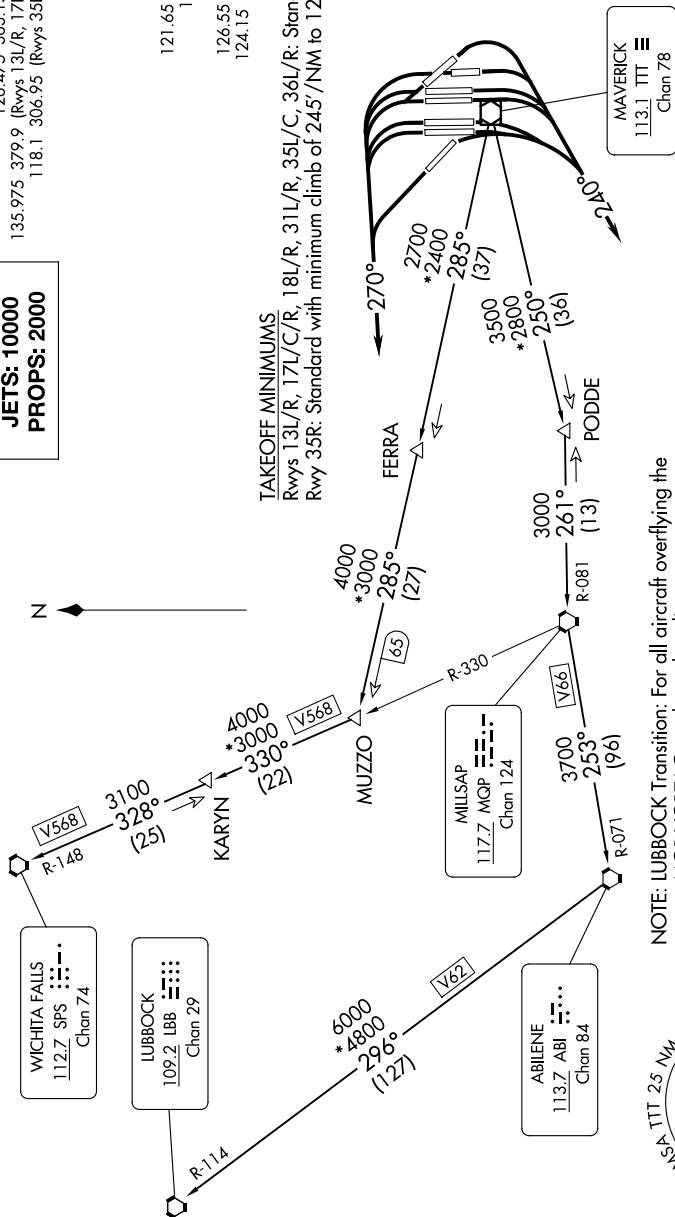 JETS: 10000
PROPS: 2000
135.975 379.9 (Rwys 13L/R, 17L
118.1 306.95 (Rwys 35L
121.65
126.55
124.15
TAKEOFF MINIMUMS
Rwys 13L/R, 17L/C/R, 18L/R, 31L/R, 35L/C, 36L/R: Stan
Rwy 35R: Standard with minimum climb of 245'/NM to 12
N
270°
240°
MAVERICK
113.1 TTT
Chan 78
2700
*2400
285°
(37)
3500
*2800
250°
(36)
FERRA
PODDE
4000
*3000
285°
(27)
3000
261°
(13)
R-081
65
MUZZO
R-330
V568
4000
*3000
330°
(22)
KARYN
3100
328°
(25)
V568
R-148
WICHITA FALLS
112.7 SPS
Chan 74
LUBBOCK
109.2 LBB
Chan 29
MILLSAP
117.7 MQP
Chan 124
V66
3700
253°
(96)
R-071
ABILENE
113.7 ABI
Chan 84
V62
6000
*4800
296°
(127)
R-114
NOTE: LUBBOCK Transition: For all aircraft overflying the
MSA TTT 25 NM